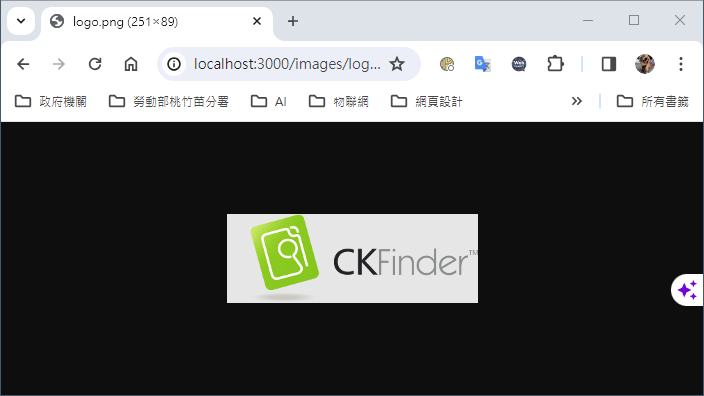 logo.png (251×89)
localhost:3000/images/log...
政府機關
勞動部桃竹苗分署
AI
物聯網
網頁設計
所有書籤
CKFinder™